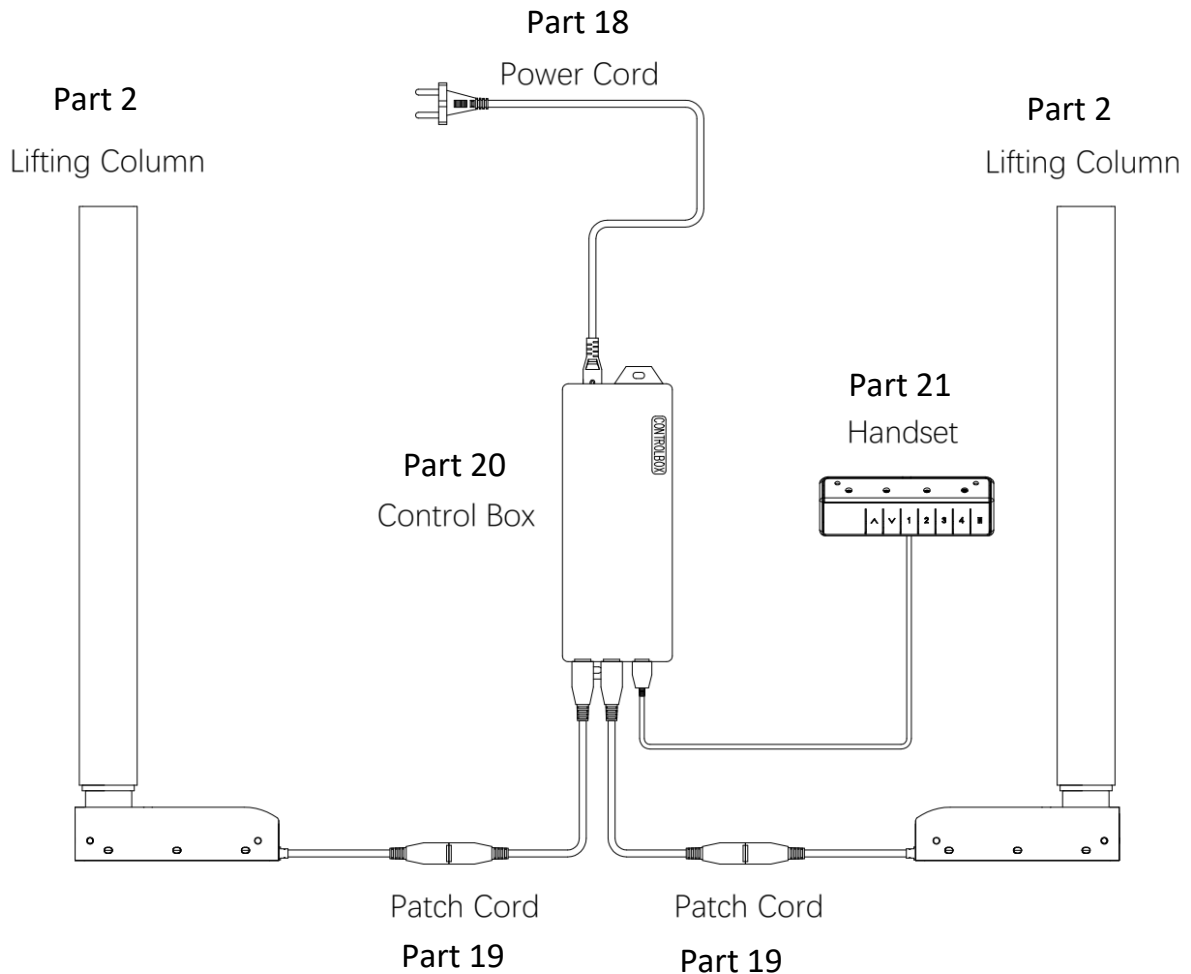 Part 18
Power Cord
Part 2
Lifting Column
Part 2
Lifting Column
CONTROLBOX
Part 21
Handset
Part 20
Control Box
1 2 3 4
Patch Cord
Part 19
Patch Cord
Part 19